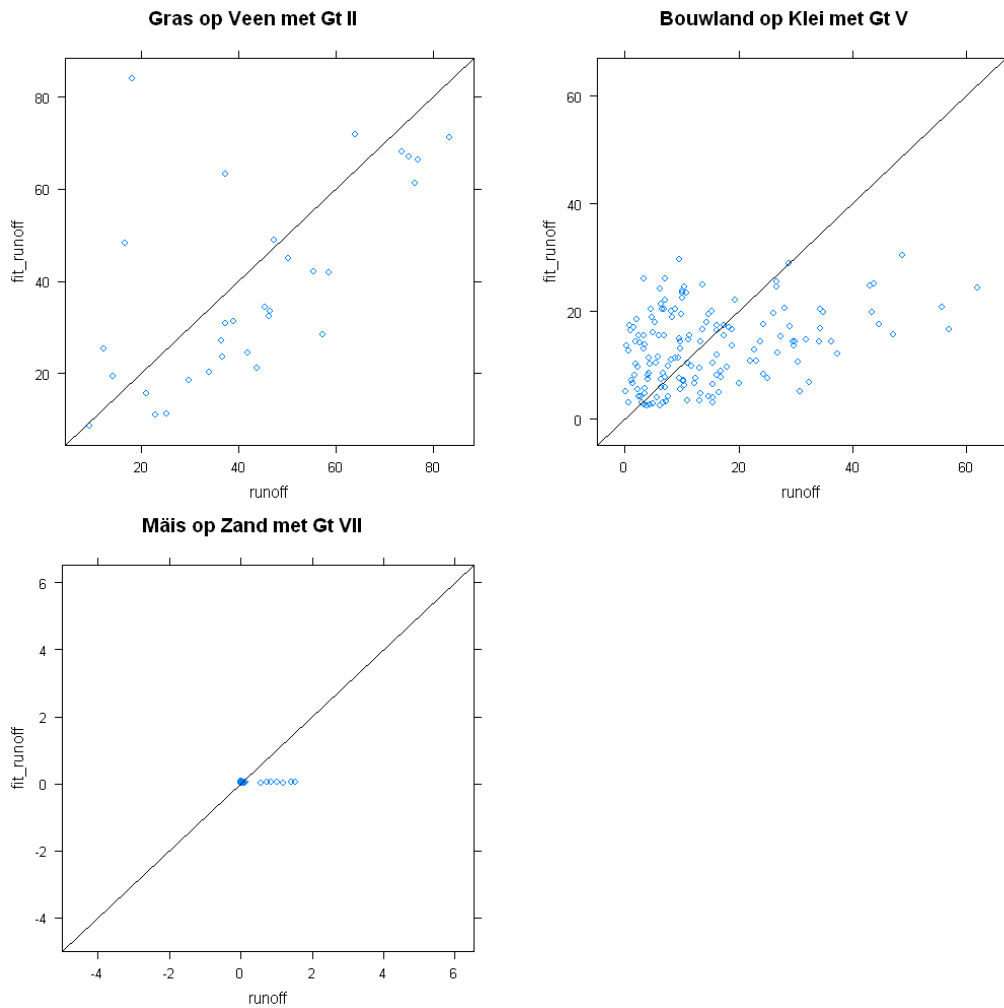 Gras op Veen met Gt II
80
60
40
20
fit_runoff
20 40 60 80
runoff
Bouwland op Klei met Gt V
60
40
20
0
fit_runoff
0 20 40 60
runoff
Mäis op Zand met Gt VII
6
4
2
0
-2
-4
fit_runoff
-4 -2 0 2 4 6
runoff